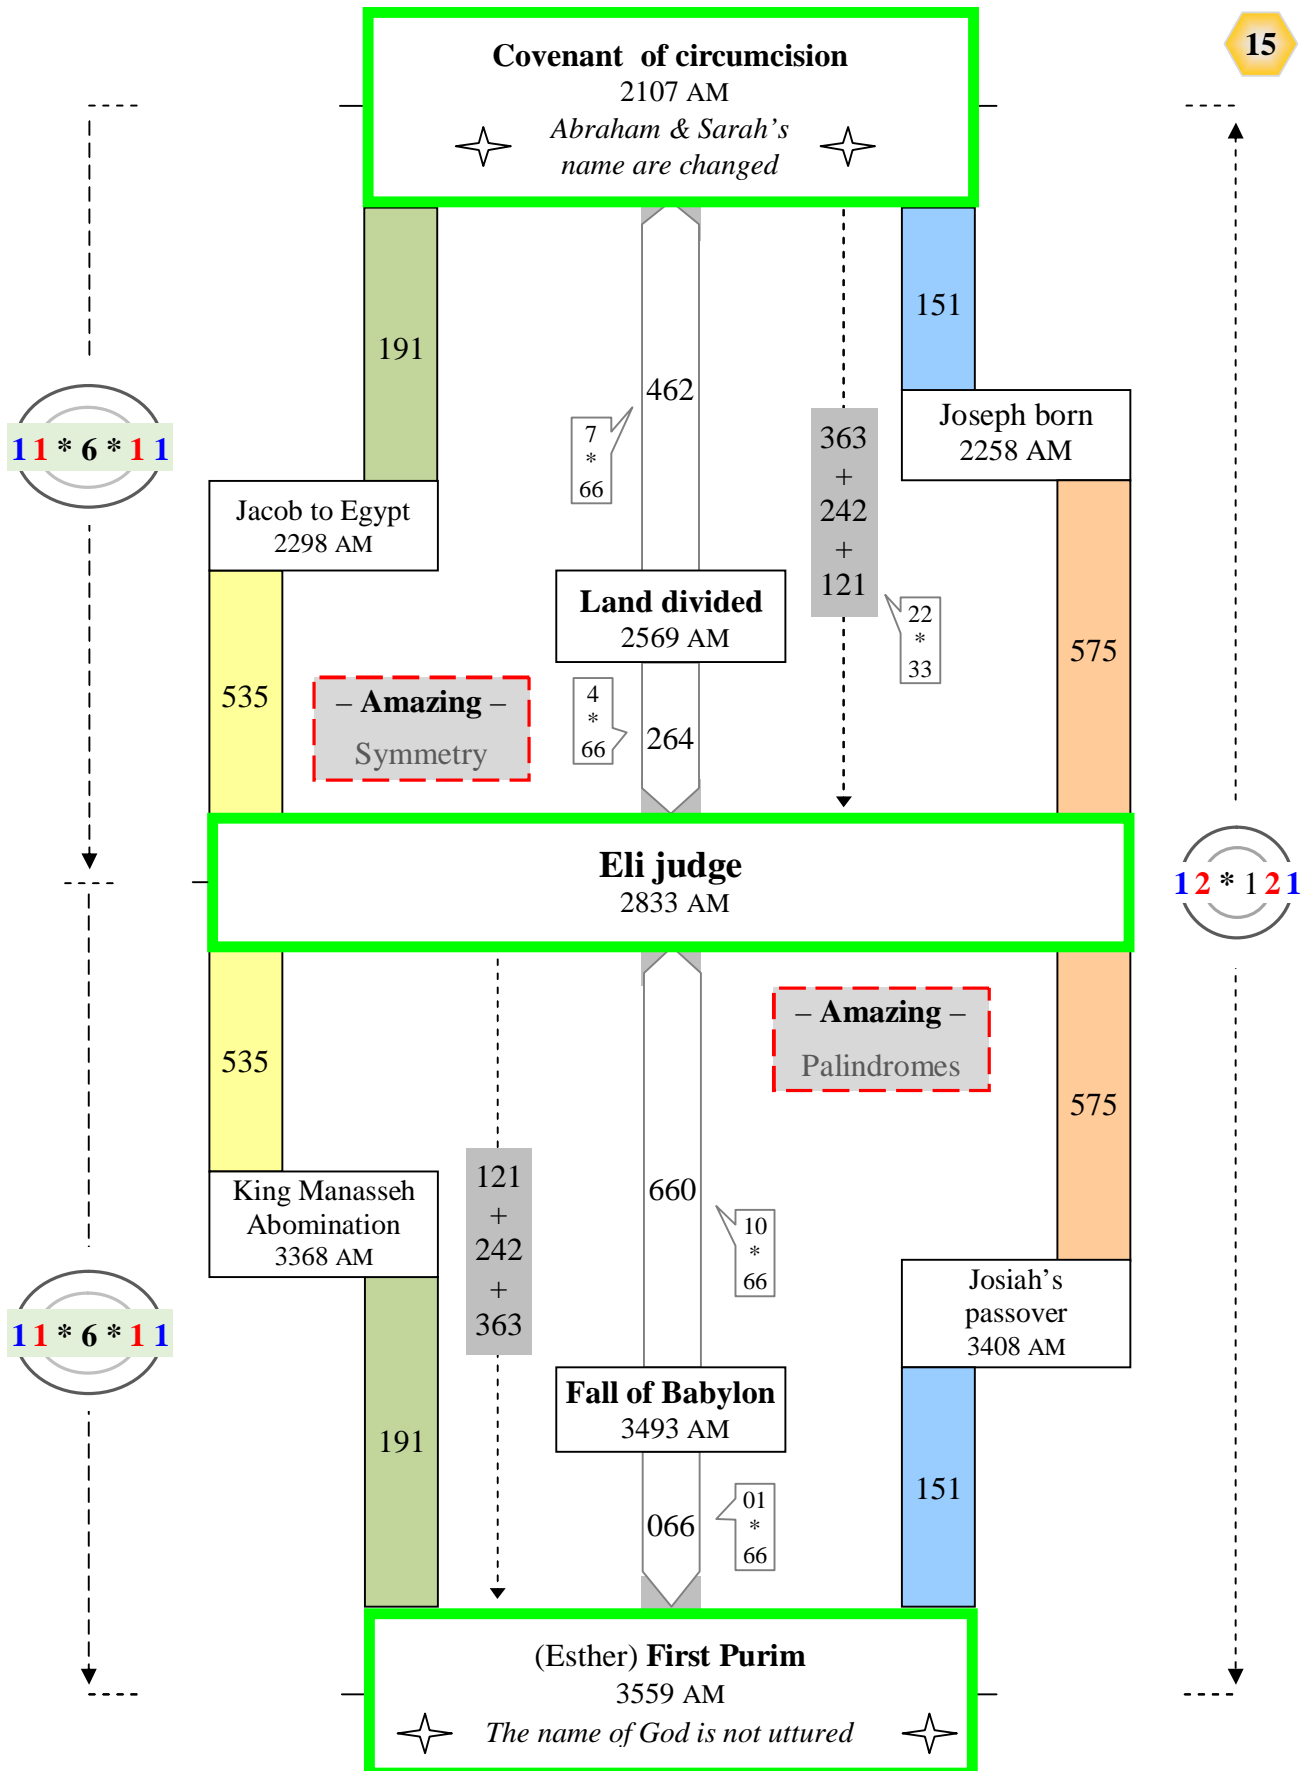 15
Covenant of circumcision
2107 AM
Abraham & Sarah's
name are changed
191
462
151
7
*
66
363
+
242
+
121
Joseph born
2258 AM
11 * 6 * 11
Jacob to Egypt
2298 AM
Land divided
2569 AM
22
*
33
575
535
– Amazing –
Symmetry
4
*
66
264
Eli judge
2833 AM
12 * 121
535
– Amazing –
Palindromes
575
121
+
242
+
363
660
10
*
66
King Manasseh
Abomination
3368 AM
Josiah's
passover
3408 AM
11 * 6 * 11
Fall of Babylon
3493 AM
191
151
066
01
*
66
(Esther) First Purim
3559 AM
The name of God is not uttured